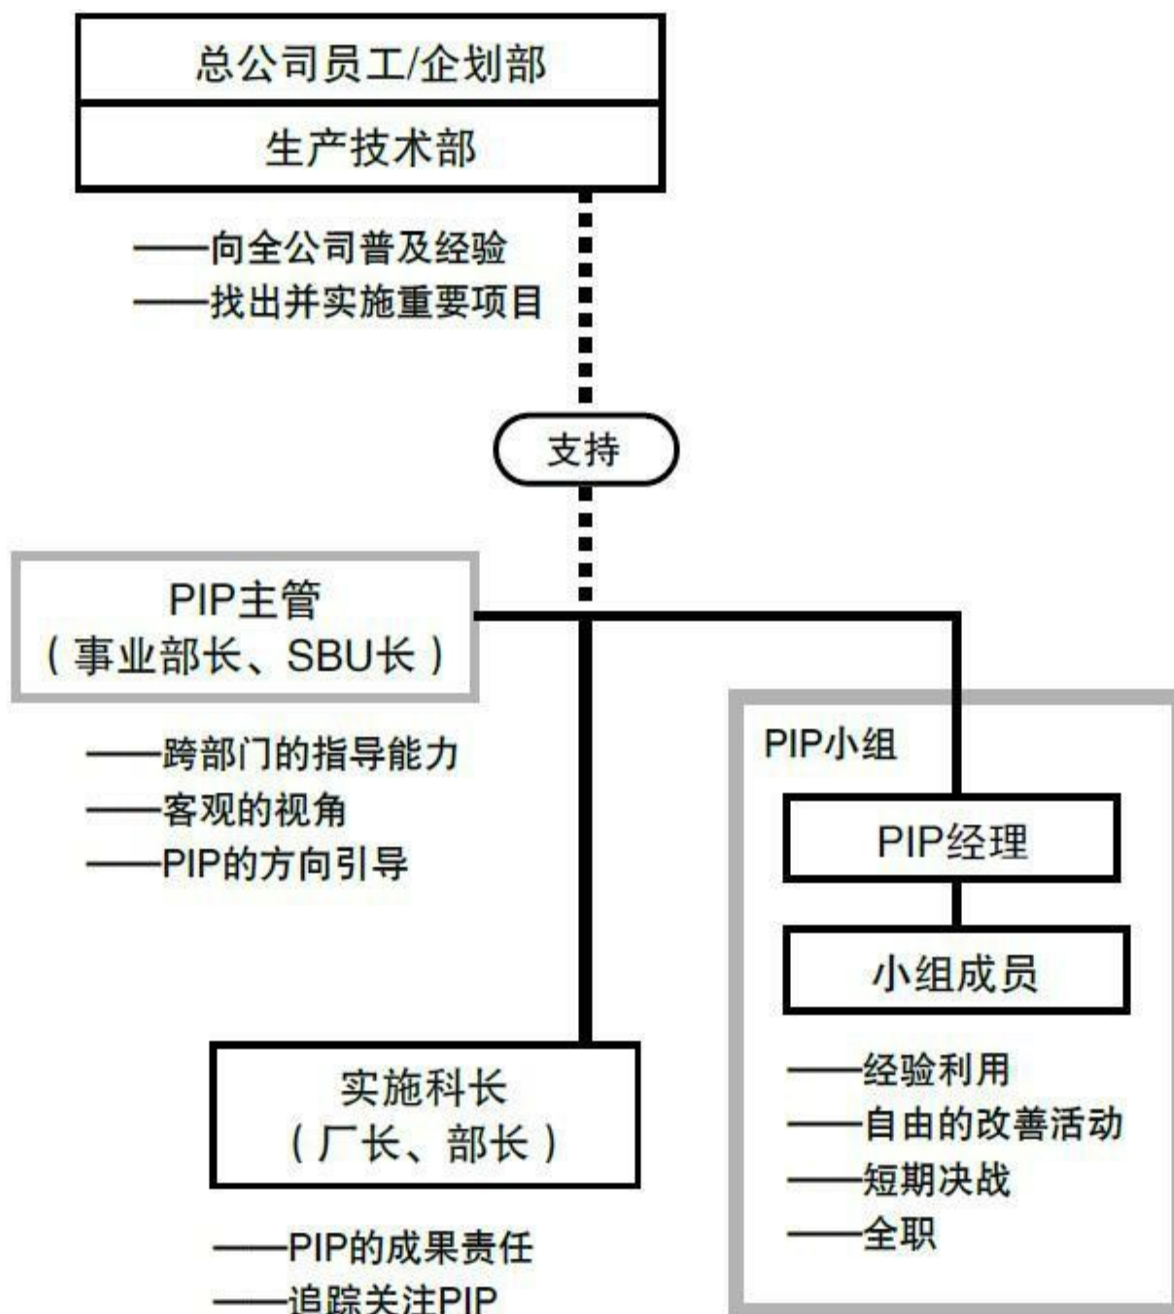 总公司员工/企划部
生产技术部
——向全公司普及经验
——找出并实施重要项目
支持
PIP主管
（事业部长、SBU长）
——跨部门的指导能力
——客观的视角
——PIP的方向引导
PIP小组
PIP经理
小组成员
——经验利用
——自由的改善活动
——短期决战
——全职
实施科长
（厂长、部长）
——PIP的成果责任
——追踪关注PIP